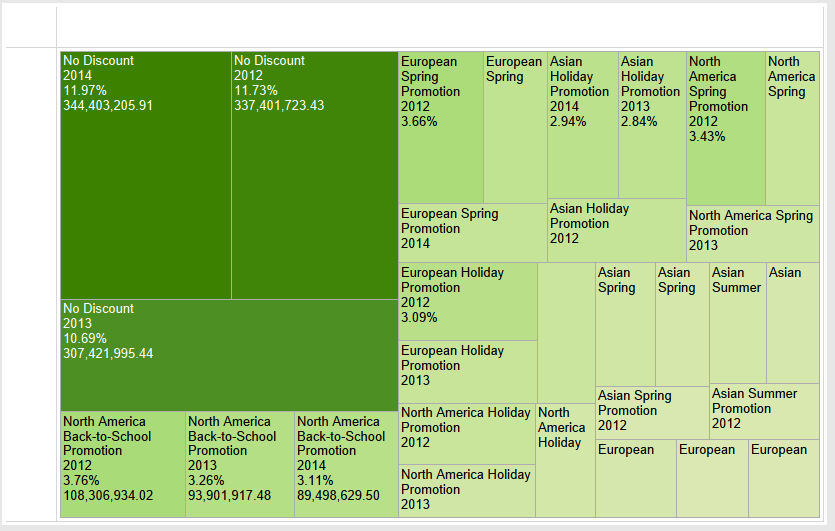 No Discount
2014
11.97%
344,403,205.91
No Discount
2012
11.73%
337,401,723.43
No Discount
2013
10.69%
307,421,995.44
North America
Back-to-School
Promotion
2012
3.76%
108,306,934.02
North America
Back-to-School
Promotion
2013
3.26%
93,901,917.48
North America
Back-to-School
Promotion
2014
3.11%
89,498,629.50
European
Spring
Promotion
2012
3.66%
European
Spring
European Spring
Promotion
2014
Asian
Holiday
Promotion
2014
2.94%
Asian
Holiday
Promotion
2013
2.84%
Asian Holiday
Promotion
2012
North
America
Spring
Promotion
2012
3.43%
North
America
Spring
North America Spring
Promotion
2013
European Holiday
Promotion
2012
3.09%
European Holiday
Promotion
2013
North America Holiday
Promotion
2012
North America Holiday
Promotion
2013
North
America
Holiday
Asian
Spring
Asian
Spring
Asian Spring
Promotion
2012
Asian
Summer
Asian
Asian Summer
Promotion
2012
European
European
European